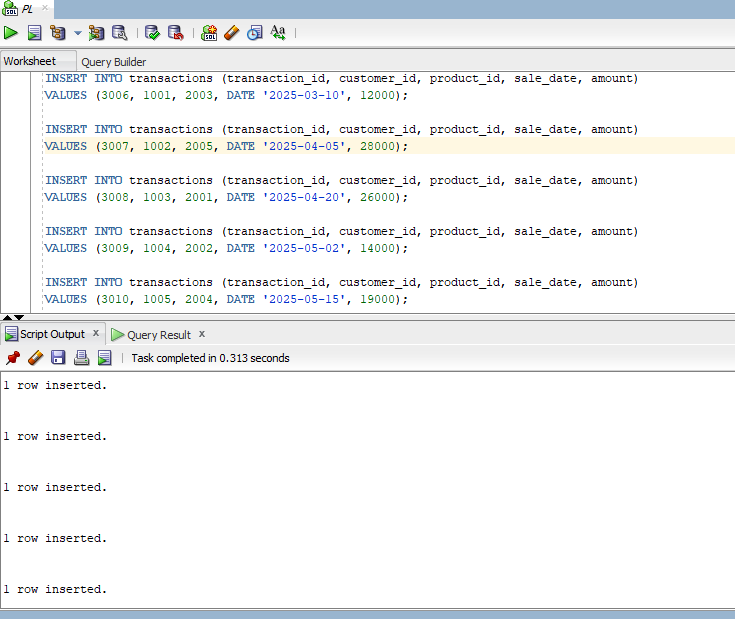 PL
SQL
Aa
Worksheet Query Builder
INSERT INTO transactions (transaction_id, customer_id, product_id, sale_date, amount)
VALUES (3006, 1001, 2003, DATE '2025-03-10', 12000);
INSERT INTO transactions (transaction_id, customer_id, product_id, sale_date, amount)
VALUES (3007, 1002, 2005, DATE '2025-04-05', 28000);
INSERT INTO transactions (transaction_id, customer_id, product_id, sale_date, amount)
VALUES (3008, 1003, 2001, DATE '2025-04-20', 26000);
INSERT INTO transactions (transaction_id, customer_id, product_id, sale_date, amount)
VALUES (3009, 1004, 2002, DATE '2025-05-02', 14000);
INSERT INTO transactions (transaction_id, customer_id, product_id, sale_date, amount)
VALUES (3010, 1005, 2004, DATE '2025-05-15', 19000);
Script Output x Query Result x
Task completed in 0.313 seconds
1 row inserted.
1 row inserted.
1 row inserted.
1 row inserted.
1 row inserted.